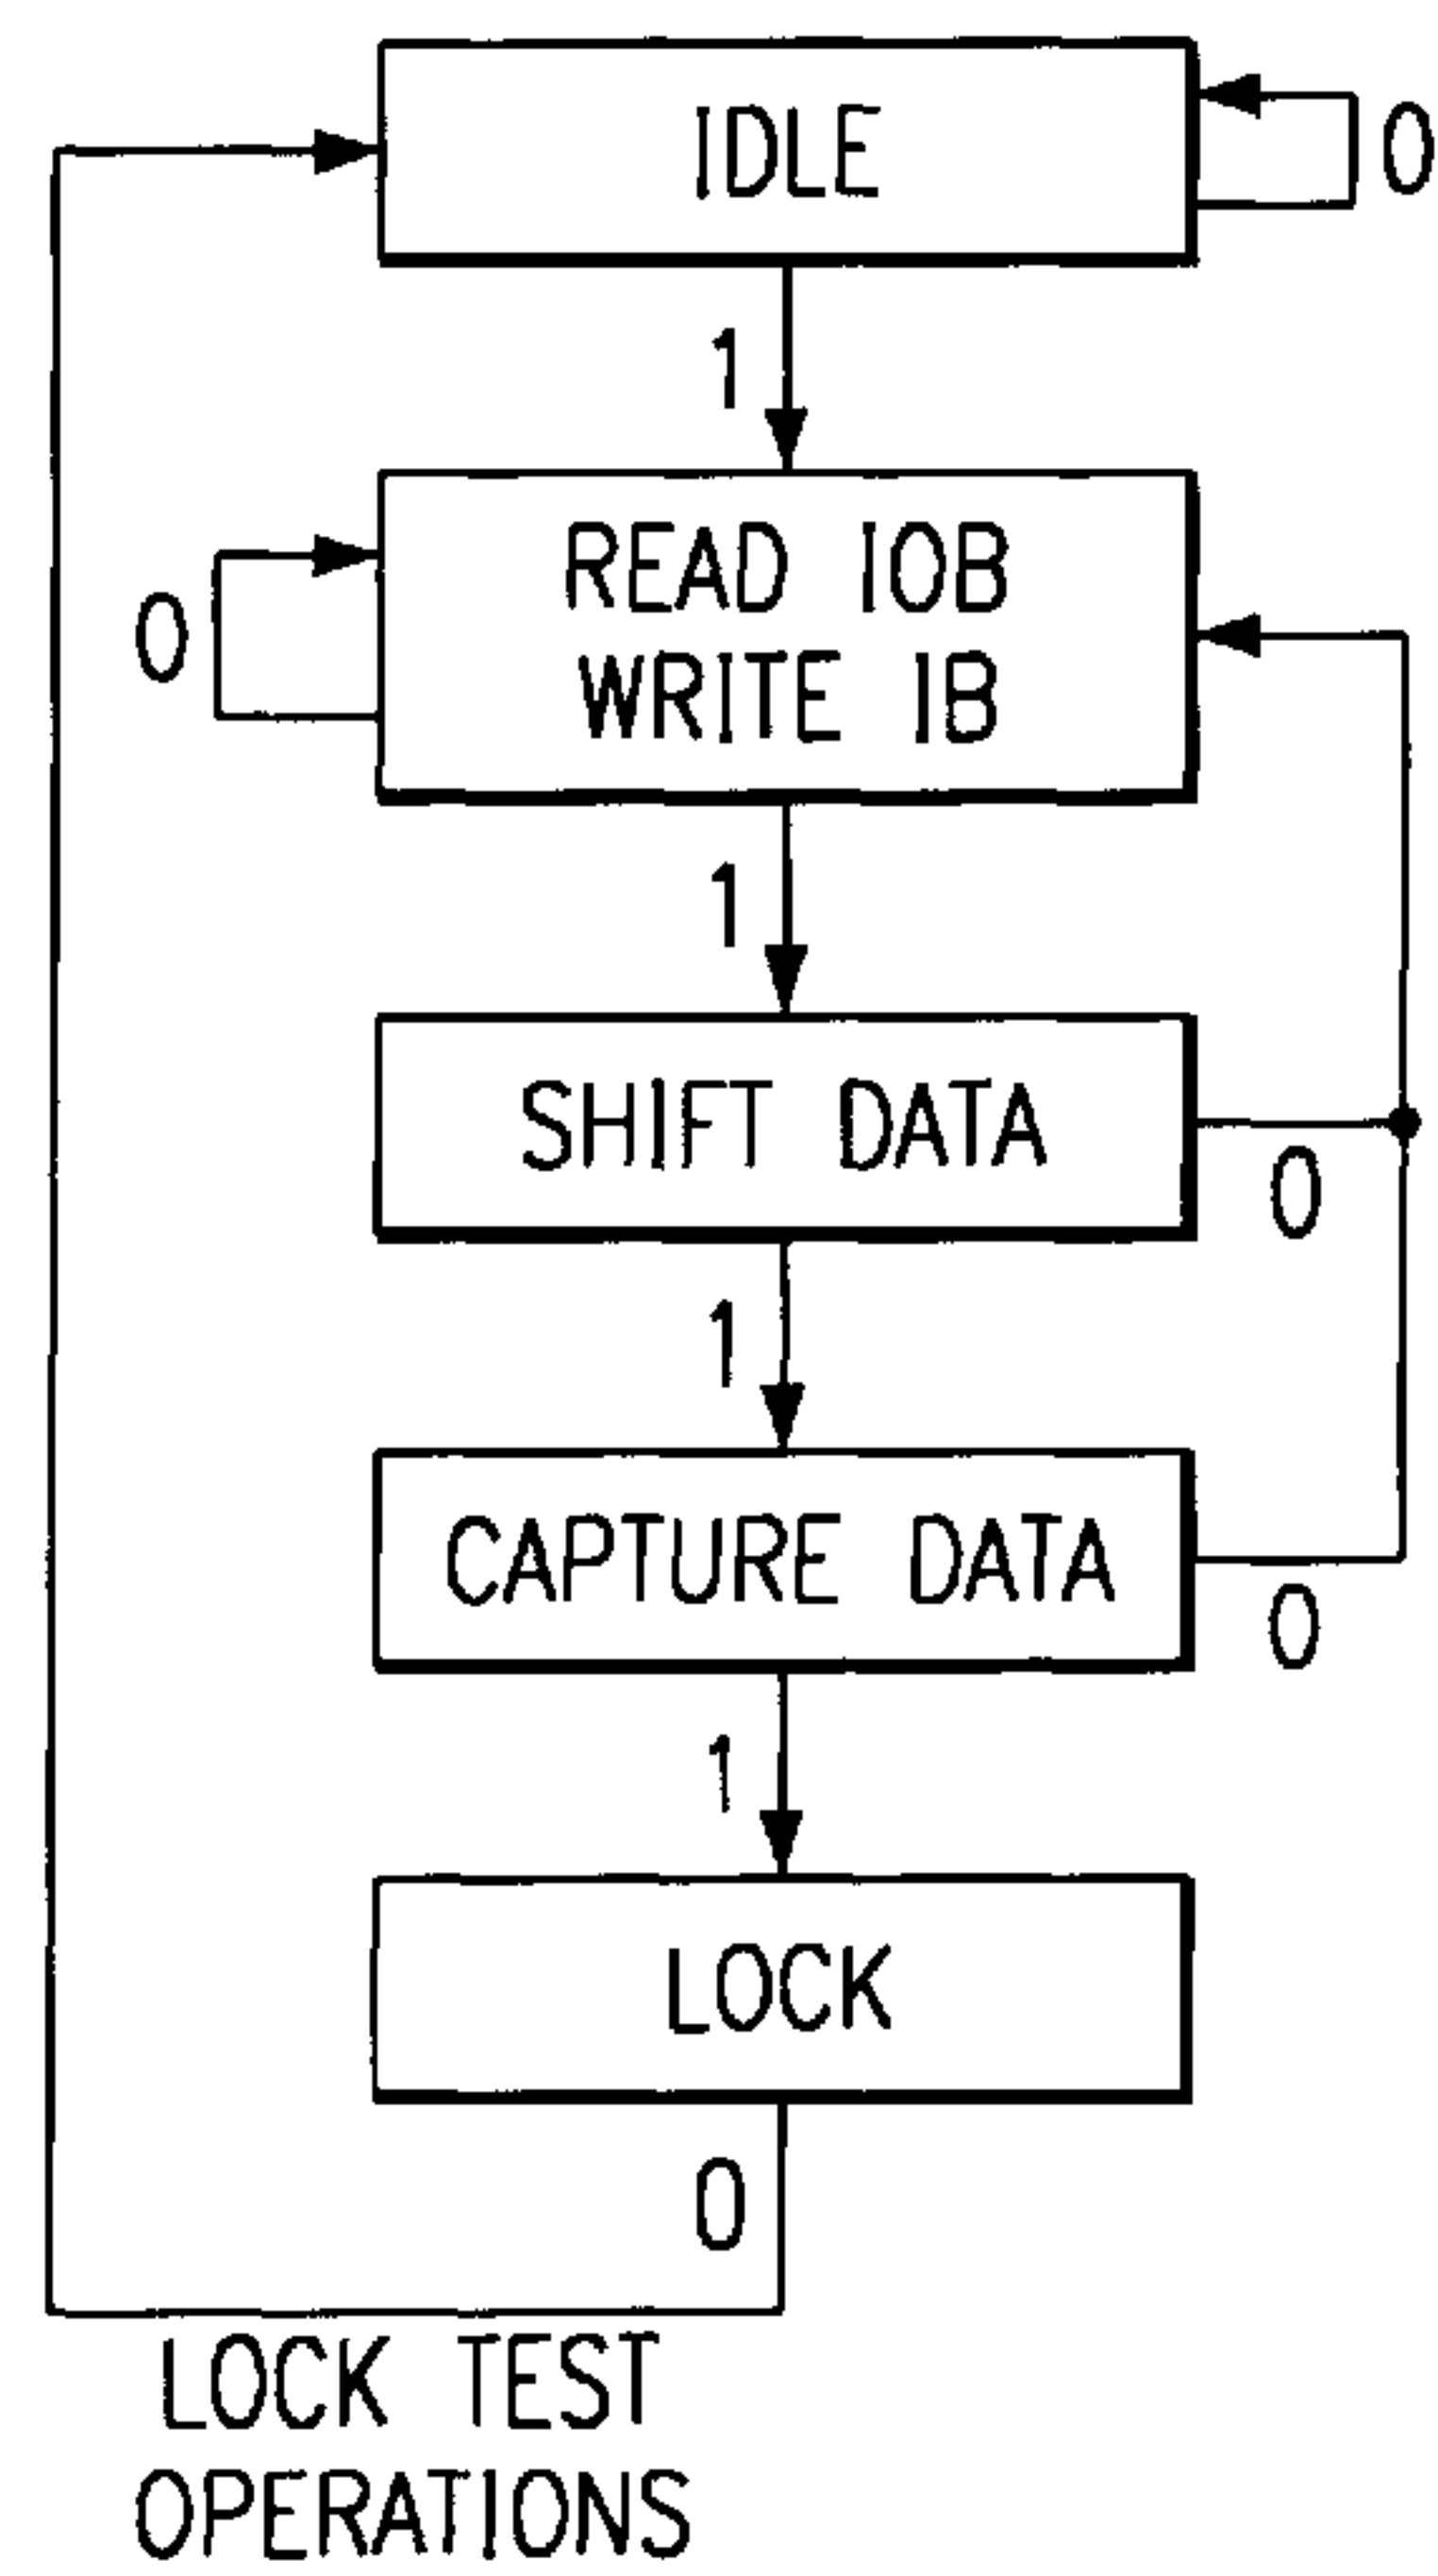 IDLE
0
1
READ IOB
WRITE IB
0
1
SHIFT DATA
0
1
CAPTURE DATA
0
1
LOCK
0
LOCK TEST
OPERATIONS